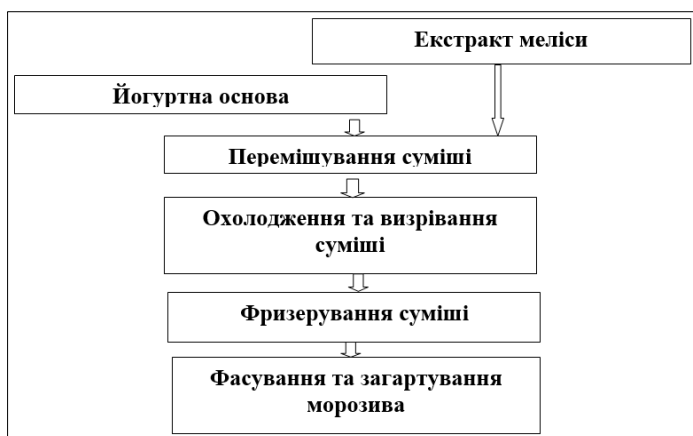 Екстракт меліси
Йогуртна основа
Перемішування суміші
Охолодження та визрівання
суміші
Фризерування суміші
Фасування та загартування
морозива